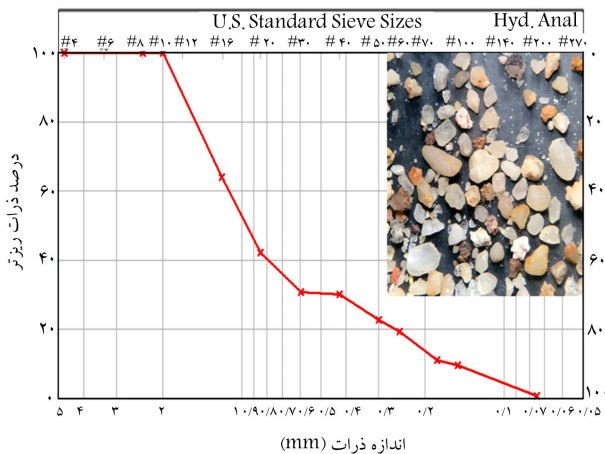 U.S. Standard Sieve Sizes Hyd. Anal
#۴ #۶ #۸ #۱۰ #۱۲ #۱۶ #۲۰ #۳۰ #۴۰ #۵۰ #۶۰ #۷۰ #۱۰۰ #۱۴۰ #۲۰۰ #۲۷۰
۱۰۰ ۰
۸۰ ۲۰
۶۰ ۴۰
۴۰ ۶۰
۲۰ ۸۰
۰ ۱۰۰
درصد ذرات ریزتر
۵ ۴ ۳ ۲ ۱ ۰/۹ ۰/۸ ۰/۷ ۰/۶ ۰/۵ ۰/۴ ۰/۳ ۰/۲ ۰/۱ ۰/۰۷ ۰/۰۶ ۰/۰۵
اندازه ذرات (mm)